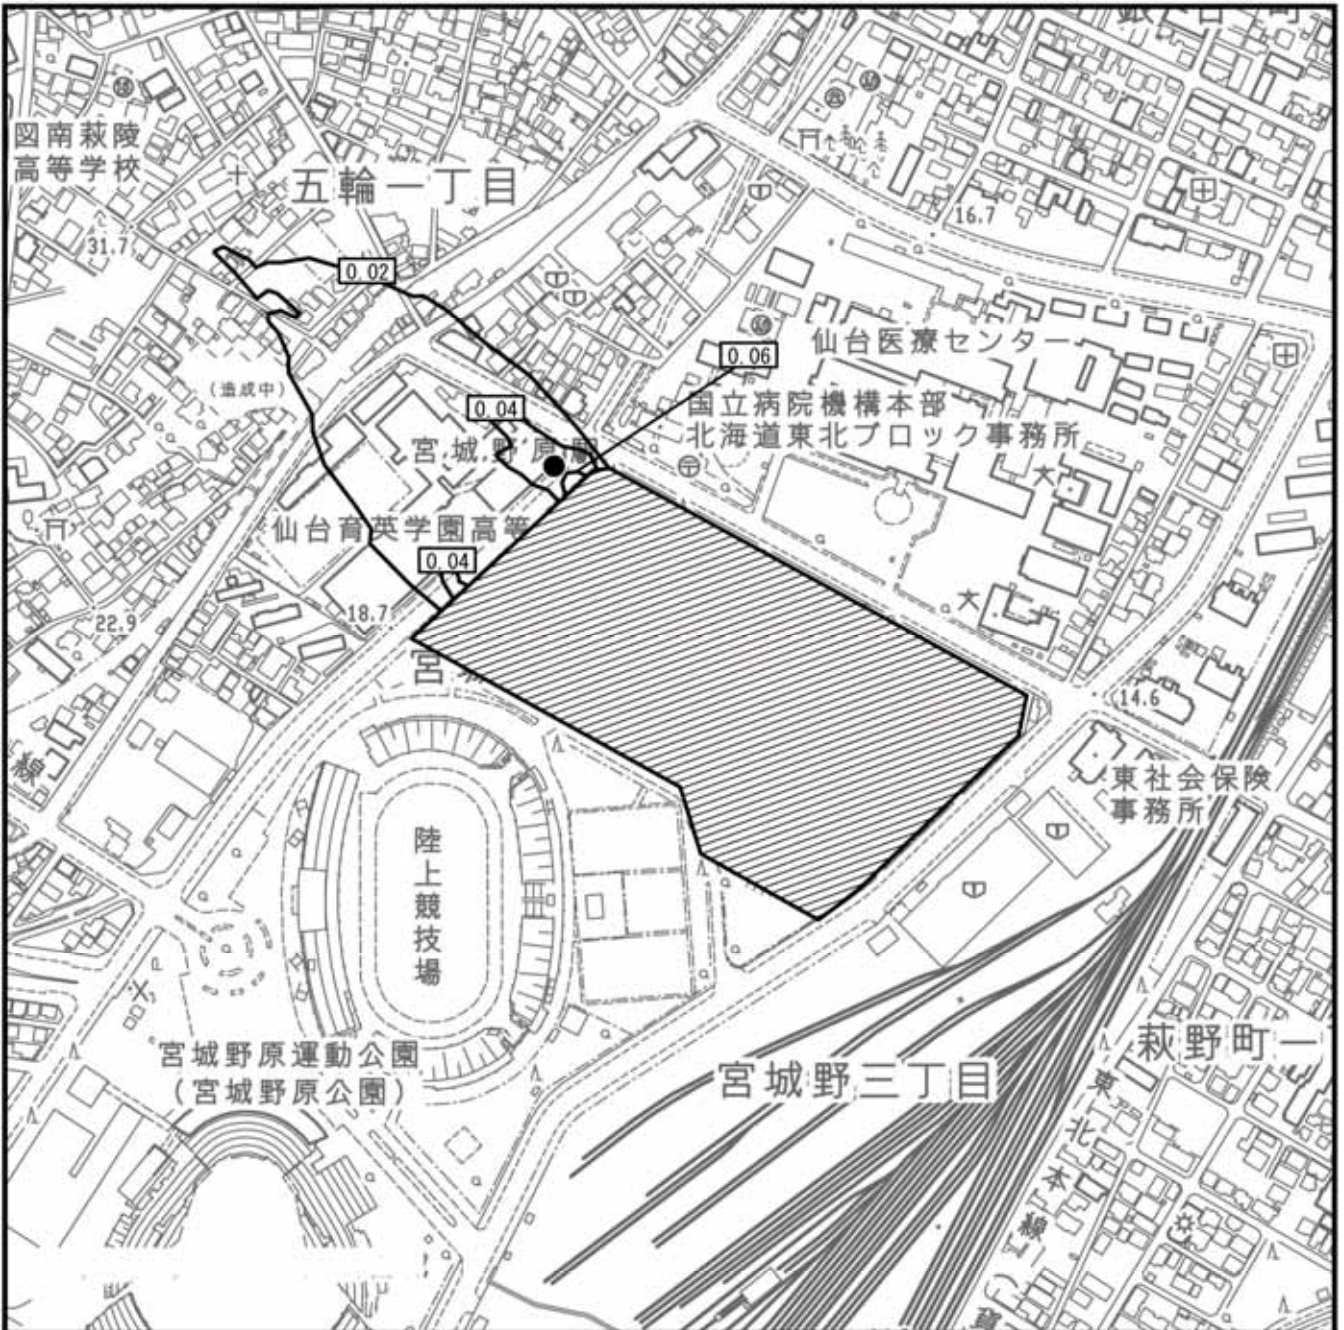 図南萩陵
高等学校
五輪一丁目
31.7
0.02
16.7
仙台医療センター
0.06
(造成中)
0.04
国立病院機構本部
北海道東北ブロック事務所
宮城野原
仙台育英学園高等
0.04
18.7
22.9
宮
14.6
線
東社会保険
事務所
陸上競技場
宮城野原運動公園
(宮城野原公園)
宮城野三丁目
萩野町一
東北本線